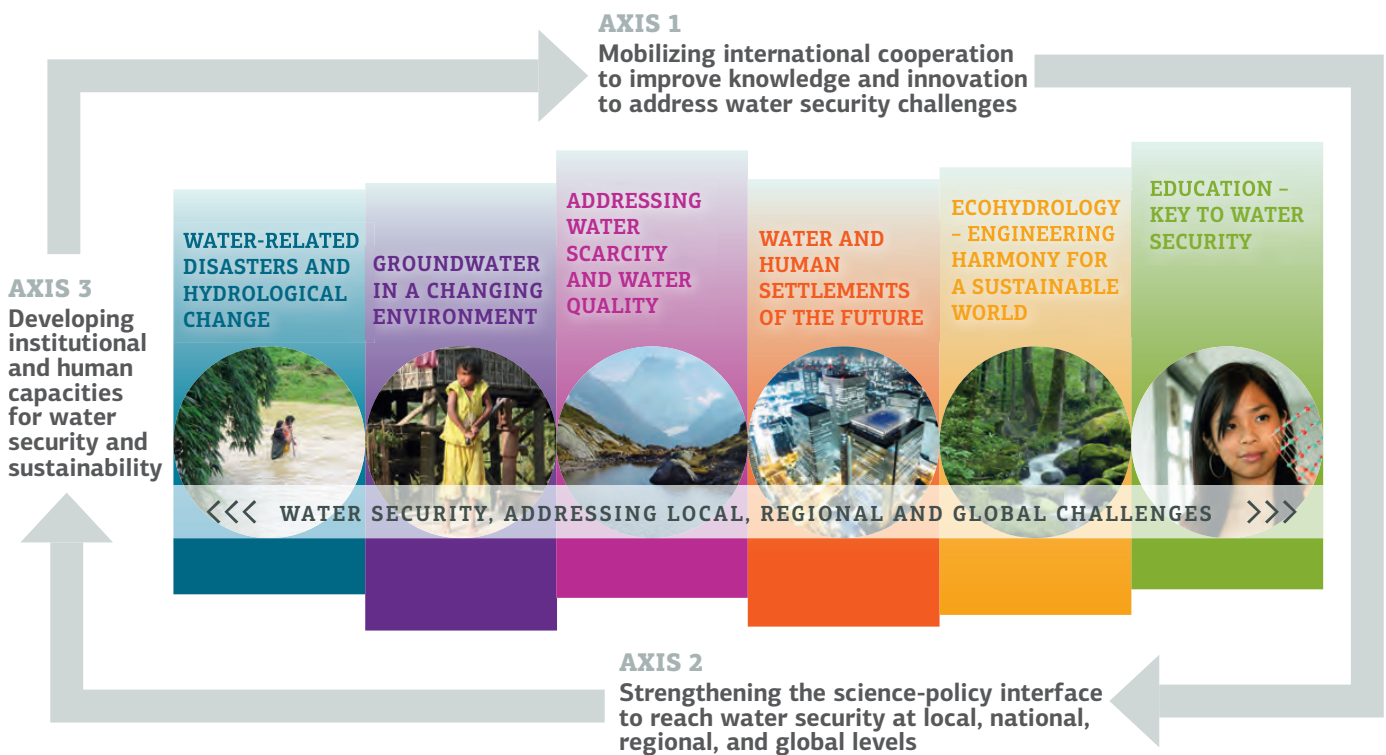 AXIS 1
Mobilizing international cooperation
to improve knowledge and innovation
to address water security challenges
WATER-RELATED
DISASTERS AND
HYDROLOGICAL
CHANGE
GROUNDWATER
IN A CHANGING
ENVIRONMENT
ADDRESSING
WATER
SCARCITY
AND WATER
QUALITY
WATER AND
HUMAN
SETTLEMENTS
OF THE FUTURE
ECOHYDROLOGY
– ENGINEERING
HARMONY FOR
A SUSTAINABLE
WORLD
EDUCATION –
KEY TO WATER
SECURITY
AXIS 3
Developing
institutional
and human
capacities
for water
security and
sustainability
<<< WATER SECURITY, ADDRESSING LOCAL, REGIONAL AND GLOBAL CHALLENGES >>>
AXIS 2
Strengthening the science-policy interface
to reach water security at local, national,
regional, and global levels